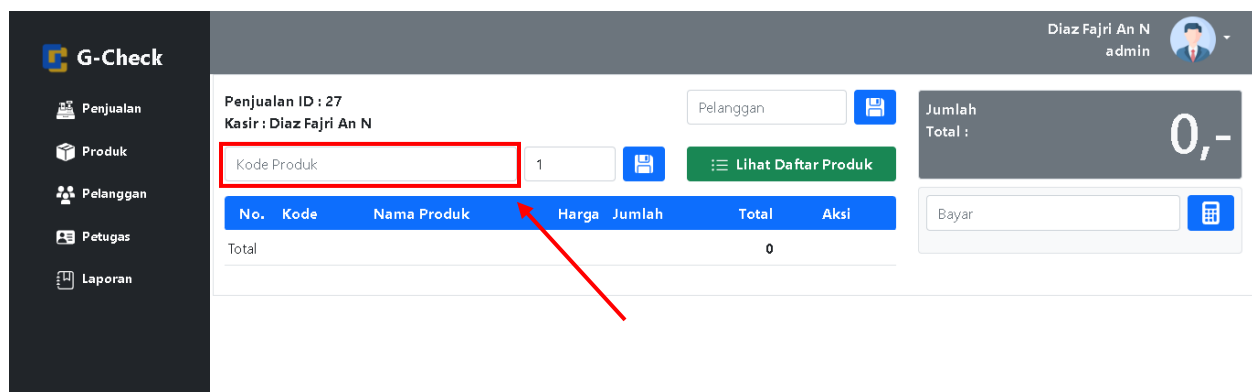 G-Check
Diaz Fajri An N
admin
Penjualan
Produk
Pelanggan
Petugas
Laporan
Penjualan ID : 27
Kasir : Diaz Fajri An N
Pelanggan
Kode Produk
1
Lihat Daftar Produk
No. Kode Nama Produk Harga Jumlah Total Aksi
Total 0
Jumlah
Total :
0,-
Bayar